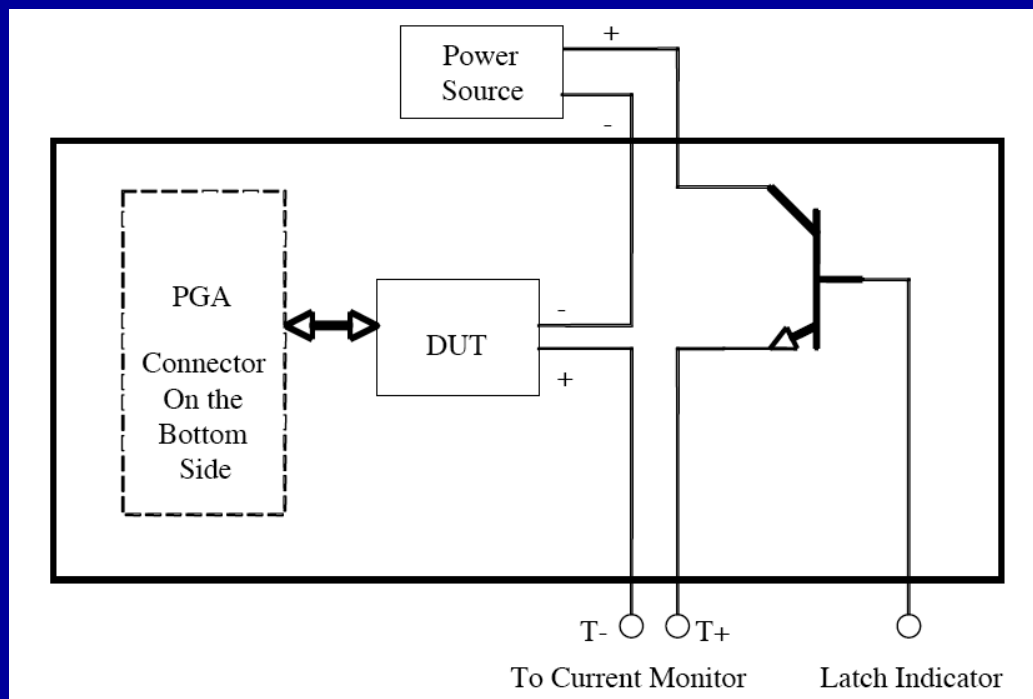 +
Power
Source
-
PGA
Connector
On the
Bottom
Side
DUT
-
+
T-
T+
To Current Monitor
Latch Indicator